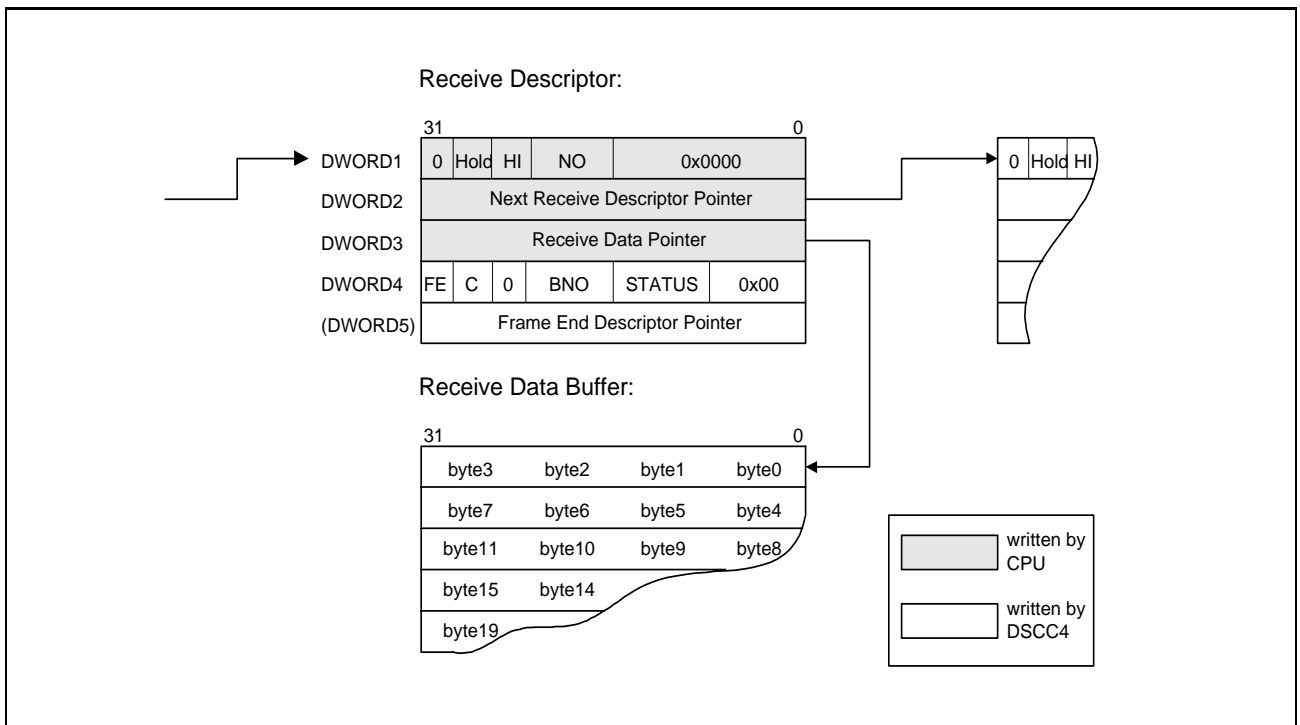 Receive Descriptor:
31 0
DWORD1 0 Hold HI NO 0x0000 0 Hold HI
DWORD2 Next Receive Descriptor Pointer
DWORD3 Receive Data Pointer
DWORD4 FE C 0 BNO STATUS 0x00
(DWORD5) Frame End Descriptor Pointer
Receive Data Buffer:
31 0
byte3 byte2 byte1 byte0
byte7 byte6 byte5 byte4
byte11 byte10 byte9 byte8
byte15 byte14
byte19
written by
CPU
written by
DSCC4